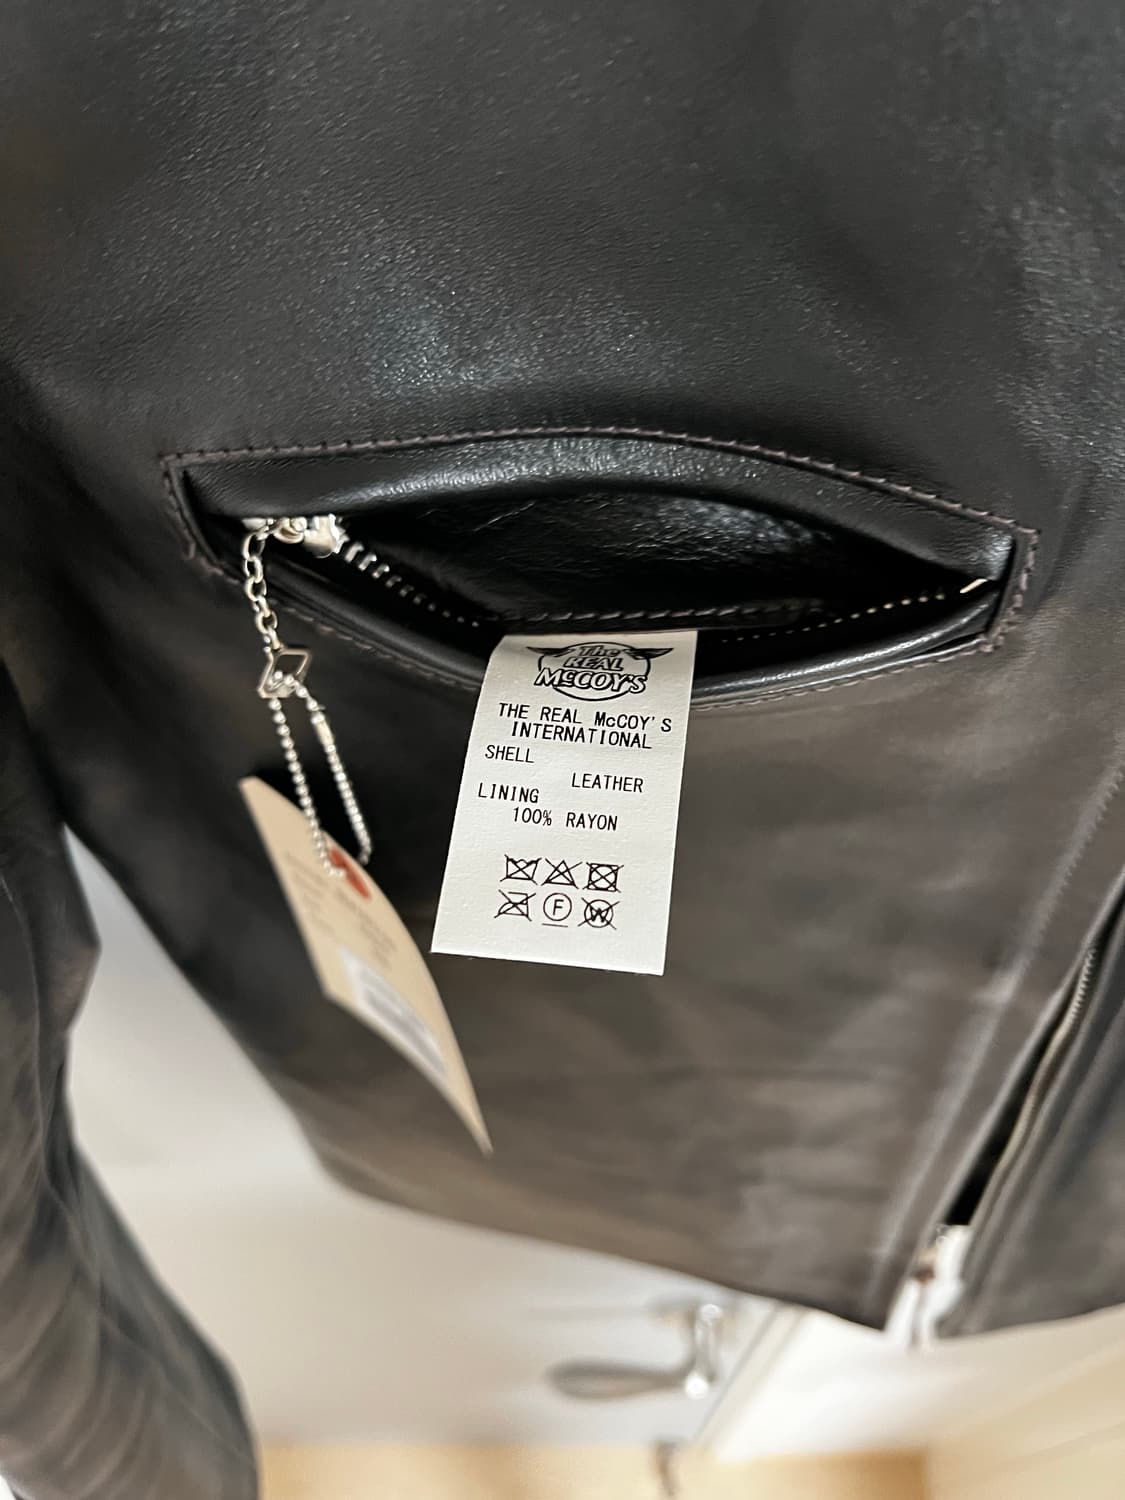 The
REAL
McCOY'S
THE REAL McCOY'S
INTERNATIONAL
SHELL
LEATHER
LINING
100% RAYON
F
W